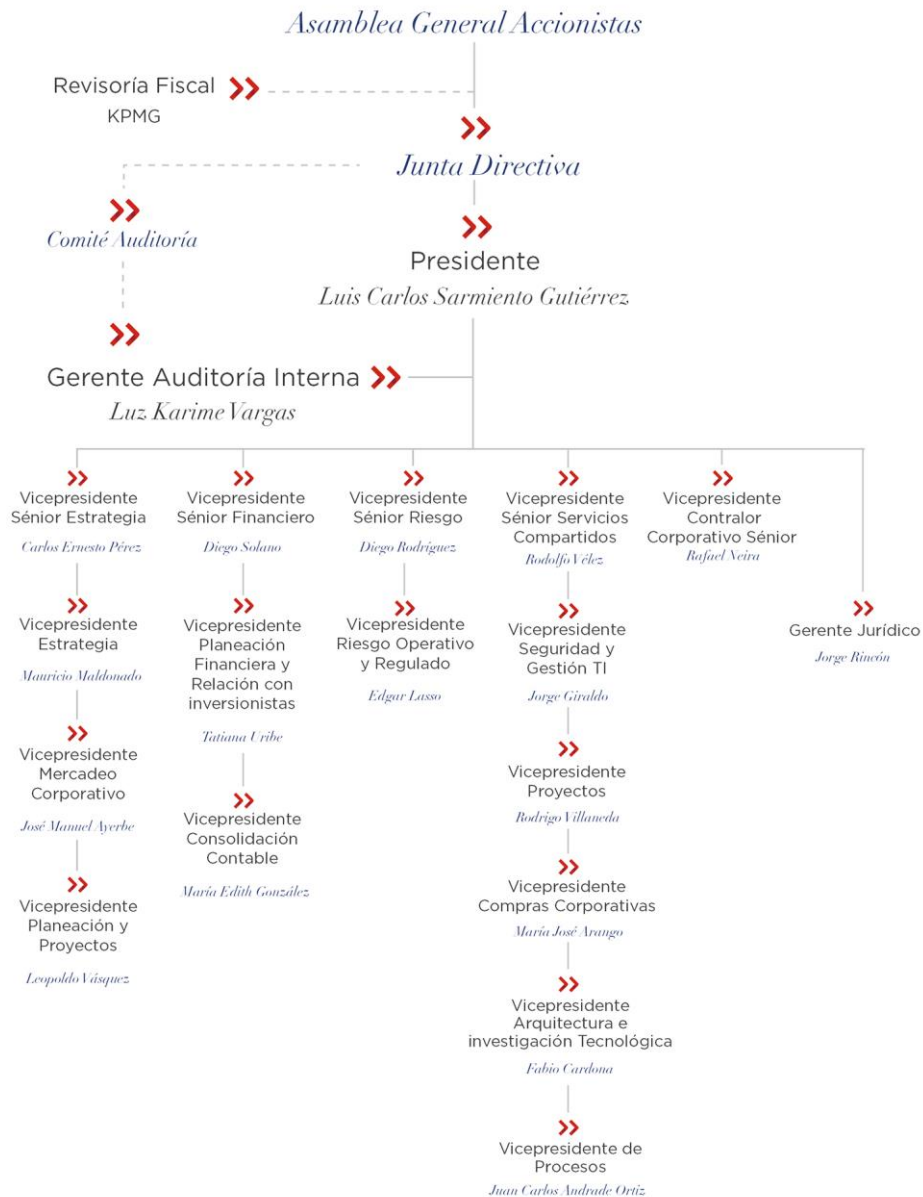 Asamblea General Accionistas
Revisoría Fiscal
KPMG
Junta Directiva
Comité Auditoría
Presidente
Luis Carlos Sarmiento Gutiérrez
Gerente Auditoría Interna
Luz Karime Vargas
Vicepresidente
Sénior Estrategia
Carlos Ernesto Pérez
Vicepresidente
Estrategia
Mauricio Maldonado
Vicepresidente
Mercadeo
Corporativo
José Manuel Ayerbe
Vicepresidente
Planeación y
Proyectos
Leopoldo Vásquez
Vicepresidente
Sénior Financiero
Diego Solano
Vicepresidente
Planeación
Financiera y
Relación con
inversionistas
Tatiana Uribe
Vicepresidente
Consolidación
Contable
María Edith González
Vicepresidente
Sénior Riesgo
Diego Rodríguez
Vicepresidente
Riesgo Operativo
y Regulado
Edgar Lasso
Vicepresidente
Sénior Servicios
Compartidos
Rodolfo Vélez
Vicepresidente
Seguridad y
Gestión TI
Jorge Giraldo
Vicepresidente
Proyectos
Rodrigo Villaneda
Vicepresidente
Compras Corporativas
María José Arango
Vicepresidente
Arquitectura e
investigación Tecnológica
Fabio Cardona
Vicepresidente de
Procesos
Juan Carlos Andrade Ortiz
Vicepresidente
Contralor
Corporativo Sénior
Rafael Neira
Gerente Jurídico
Jorge Rincón